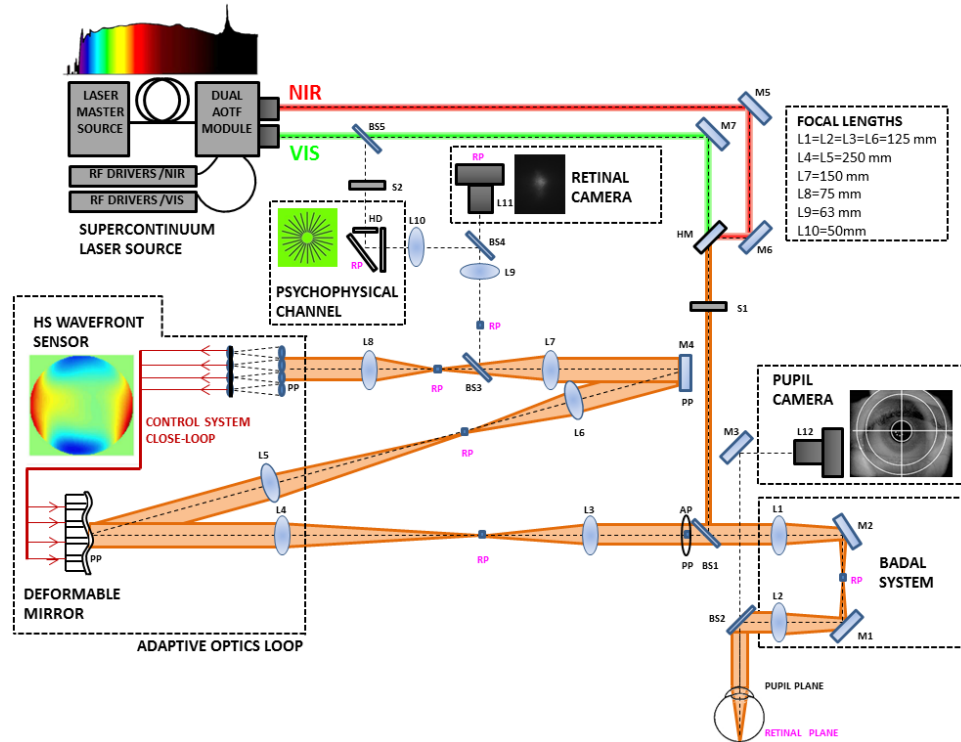 LASER
MASTER
SOURCE
DUAL
AOTF
MODULE
NIR
VIS
RF DRIVERS /NIR
RF DRIVERS /VIS
SUPERCONTINUUM
LASER SOURCE
BS5
M5
M7
HM
M6
S1
FOCAL LENGTHS
L1=L2=L3=L6=125 mm
L4=L5=250 mm
L7=150 mm
L8=75 mm
L9=63 mm
L10=50mm
RP
L11
RETINAL
CAMERA
S2
HD
RP
L10
BS4
L9
PSYCHOPHYSICAL
CHANNEL
RP
HS WAVEFRONT
SENSOR
PP
L8
RP
BS3
L7
M4
PP
L6
RP
CONTROL SYSTEM
CLOSE-LOOP
L5
L4
PP
DEFORMABLE
MIRROR
ADAPTIVE OPTICS LOOP
RP
L3
AP
PP
BS1
PUPIL
CAMERA
M3
L12
L1
M2
BADAL
SYSTEM
RP
L2
BS2
M1
PUPIL PLANE
RETINAL PLANE